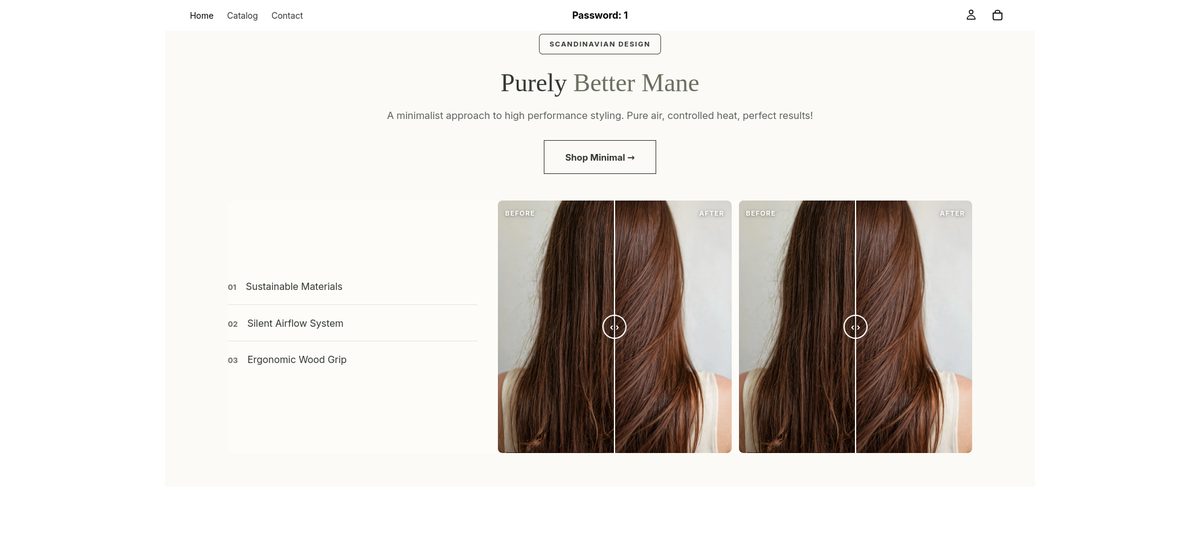 Home Catalog Contact
Password: 1
SCANDINAVIAN DESIGN
Purely Better Mane
A minimalist approach to high performance styling. Pure air, controlled heat, perfect results!
Shop Minimal →
01 Sustainable Materials
02 Silent Airflow System
03 Ergonomic Wood Grip
BEFORE AFTER
BEFORE AFTER